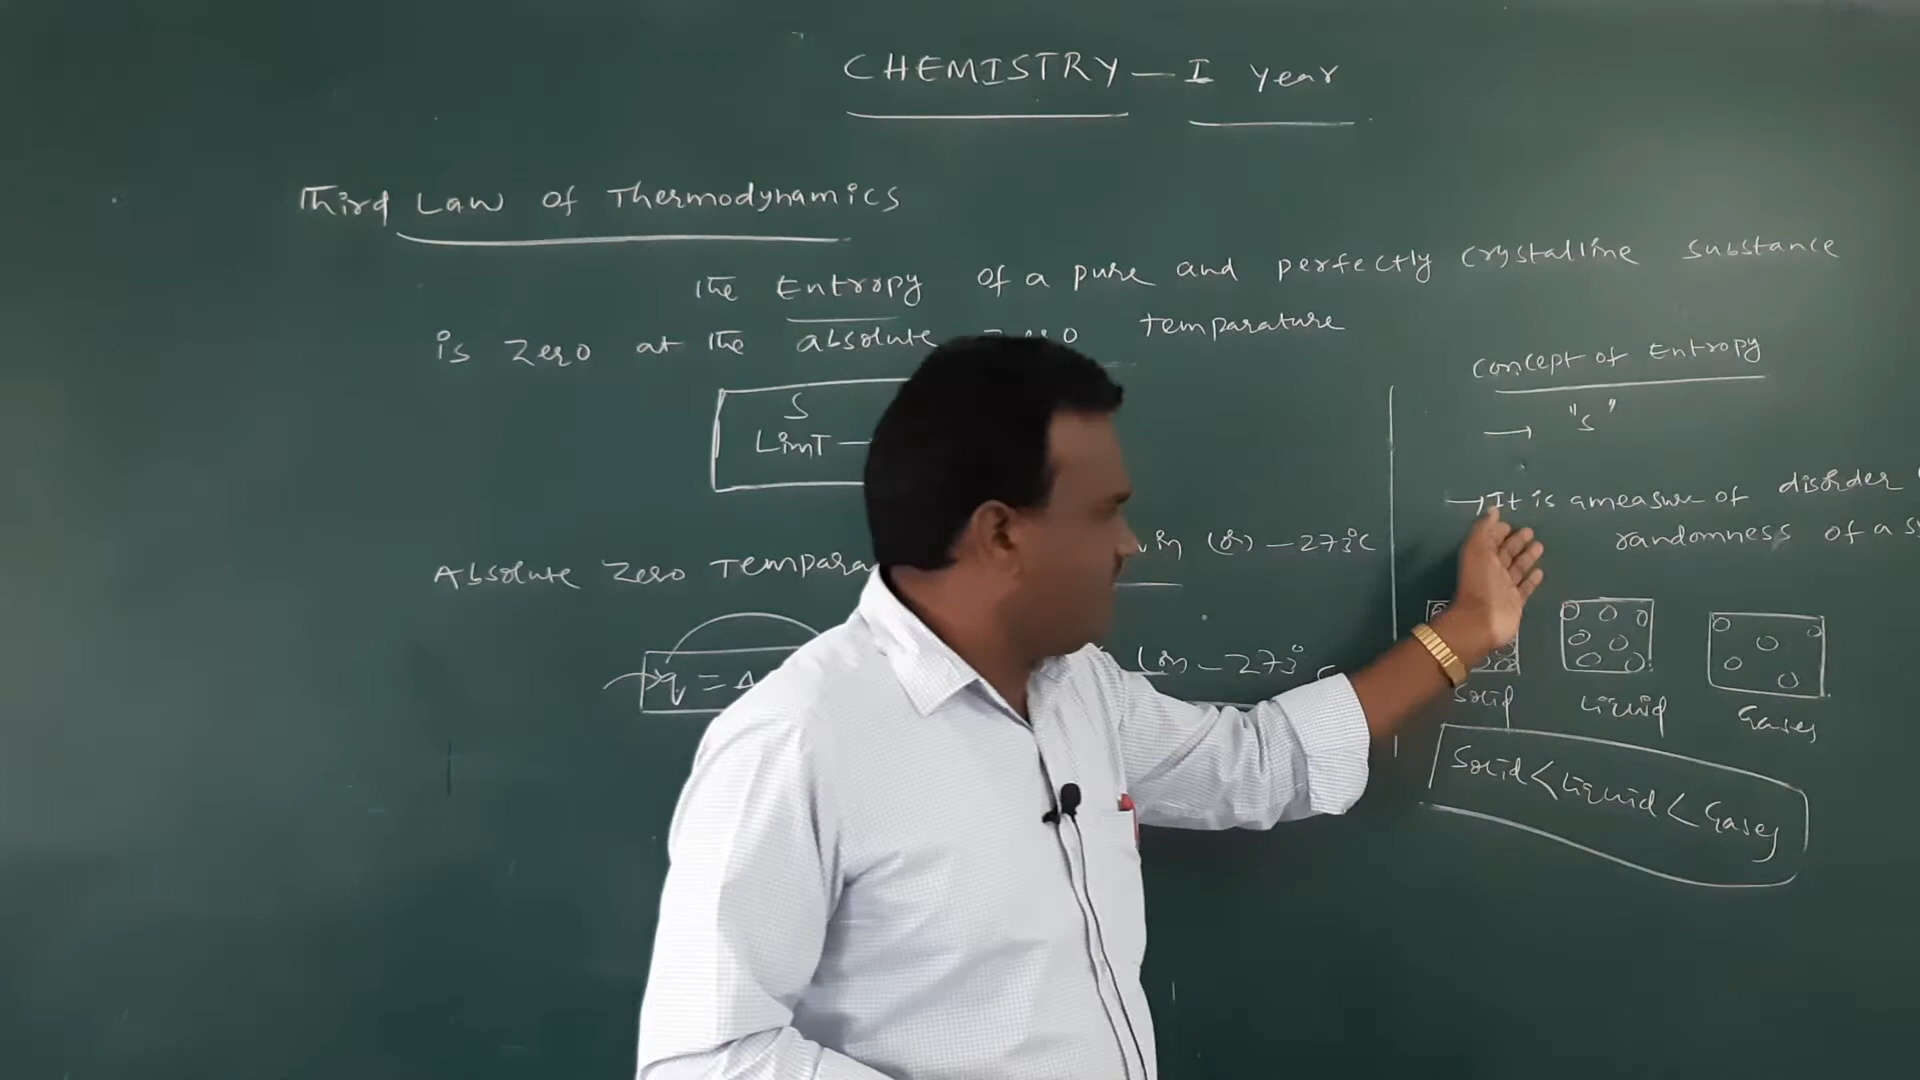 CHEMISTRY — I year
Third Law of Thermodynamics
The Entropy of a pure and perfectly crystalline substance
is zero at the absolute zero temparature
S
LimT —
Absolute Zero Tempara
(or) — 273°C
q = Δ
(or) — 273° C
Concept of Entropy
→ "S"
→ It is a measure of disorder
randomness of a
Solid
Liquid
Gases
Solid < Liquid < Gases